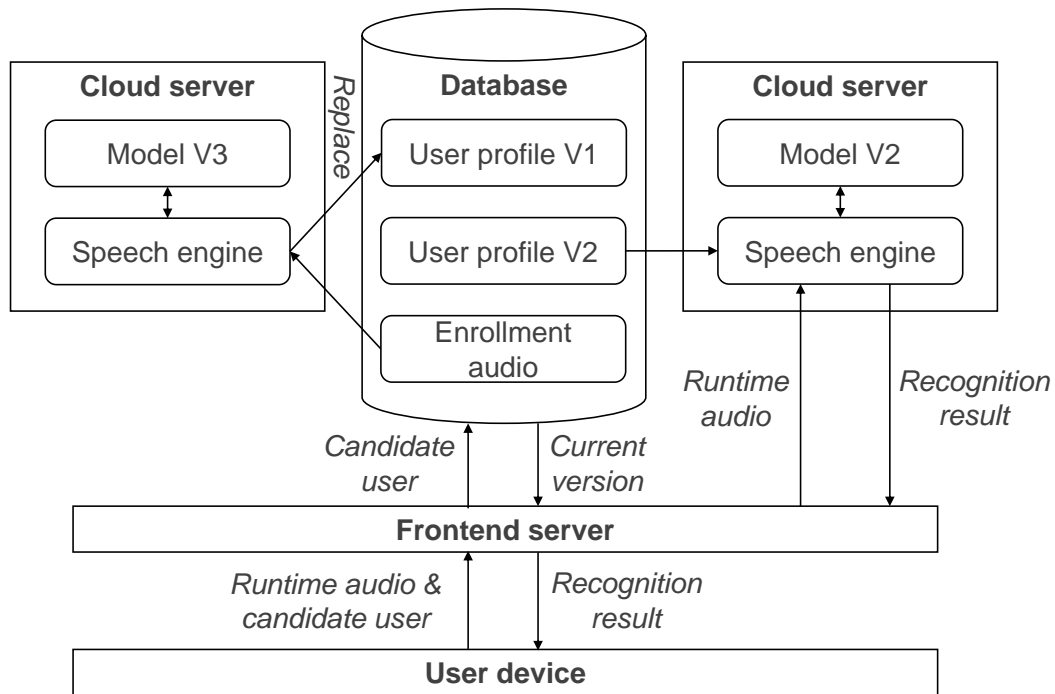 Cloud server
Model V3
Speech engine
Replace
Database
User profile V1
User profile V2
Enrollment
audio
Cloud server
Model V2
Speech engine
Runtime
audio
Recognition
result
Candidate
user
Current
version
Frontend server
Runtime audio &
candidate user
Recognition
result
User device